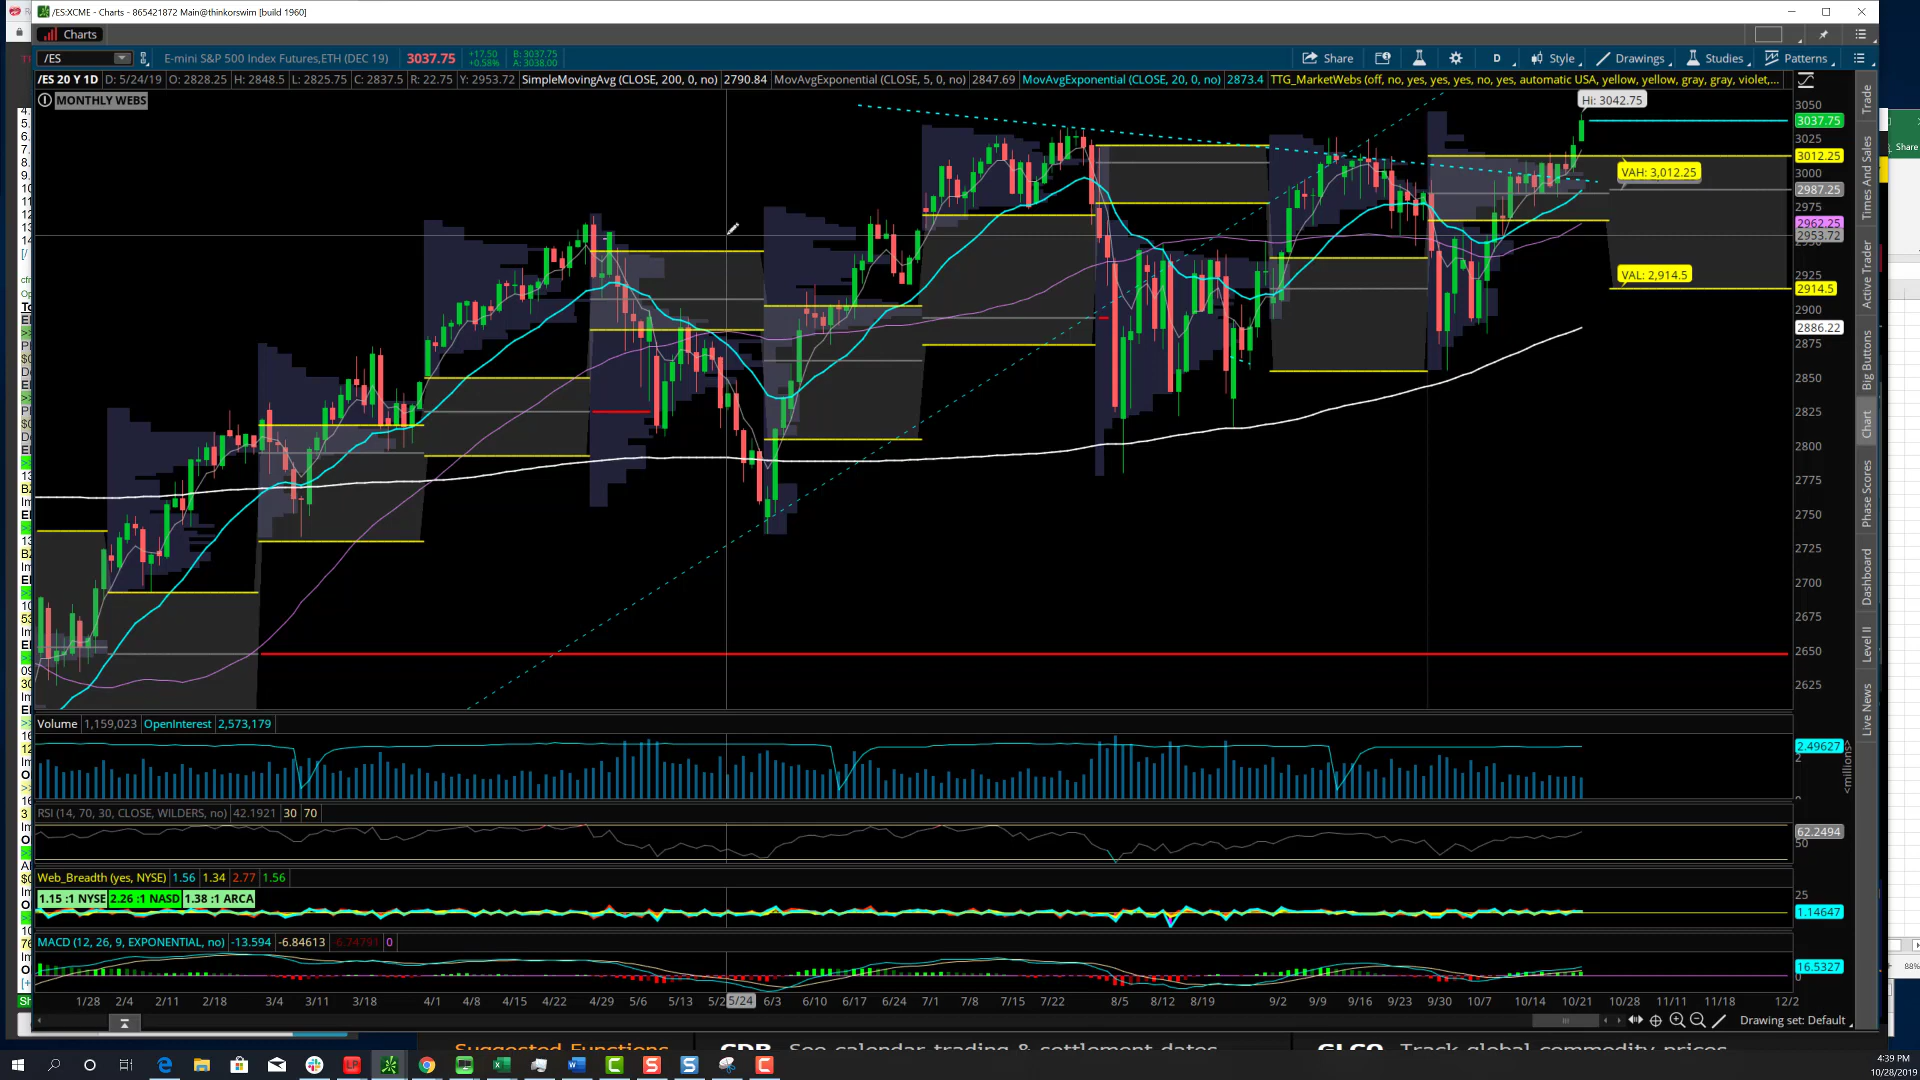 /ES:XCME - Charts - 865421872 Main@thinkorswim [build 1960]
Charts
/ES
E-mini S&P 500 Index Futures,ETH (DEC 19)
3037.75
+17.50
+0.58%
B: 3037.75
A: 3038.00
Share
D
Style
Drawings
Studies
Patterns
/ES 20 Y 1D
D: 5/24/19
O: 2828.25
H: 2848.5
L: 2825.75
C: 2837.5
R: 22.75
Y: 2953.72
SimpleMovingAvg (CLOSE, 200, 0, no)
2790.84
MovAvgExponential (CLOSE, 5, 0, no)
2847.69
MovAvgExponential (CLOSE, 20, 0, no)
2873.4
TTG_MarketWebs (off, no, yes, yes, yes, no, yes, automatic USA, yellow, yellow, gray, gray, violet,...
MONTHLY WEBS
Hi: 3042.75
VAH: 3,012.25
VAL: 2,914.5
3050
3037.75
3025
3012.25
3000
2987.25
2975
2962.25
2953.72
2925
2914.5
2900
2886.22
2875
2850
2825
2800
2775
2750
2725
2700
2675
2650
2625
Volume
1,159,023
OpenInterest
2,573,179
2.49627
2
<millions>
RSI (14, 70, 30, CLOSE, WILDERS, no)
42.1921
30
70
62.2494
50
Web_Breadth (yes, NYSE)
1.56
1.34
2.77
1.56
1.15 :1 NYSE
2.26 :1 NASD
1.38 :1 ARCA
25
1.14647
MACD (12, 26, 9, EXPONENTIAL, no)
-13.594
-6.84613
-6.74791
0
16.5327
1/28
2/4
2/11
2/18
3/4
3/11
3/18
4/1
4/8
4/15
4/22
4/29
5/6
5/13
5/24
6/3
6/10
6/17
6/24
7/1
7/8
7/15
7/22
8/5
8/12
8/19
9/2
9/9
9/16
9/23
9/30
10/7
10/14
10/21
10/28
11/11
11/18
12/2
Drawing set: Default
Trade
Times And Sales
Active Trader
Big Buttons
Chart
Phase Scores
Dashboard
Level II
Live News
Share
88%
4:39 PM
10/28/2019